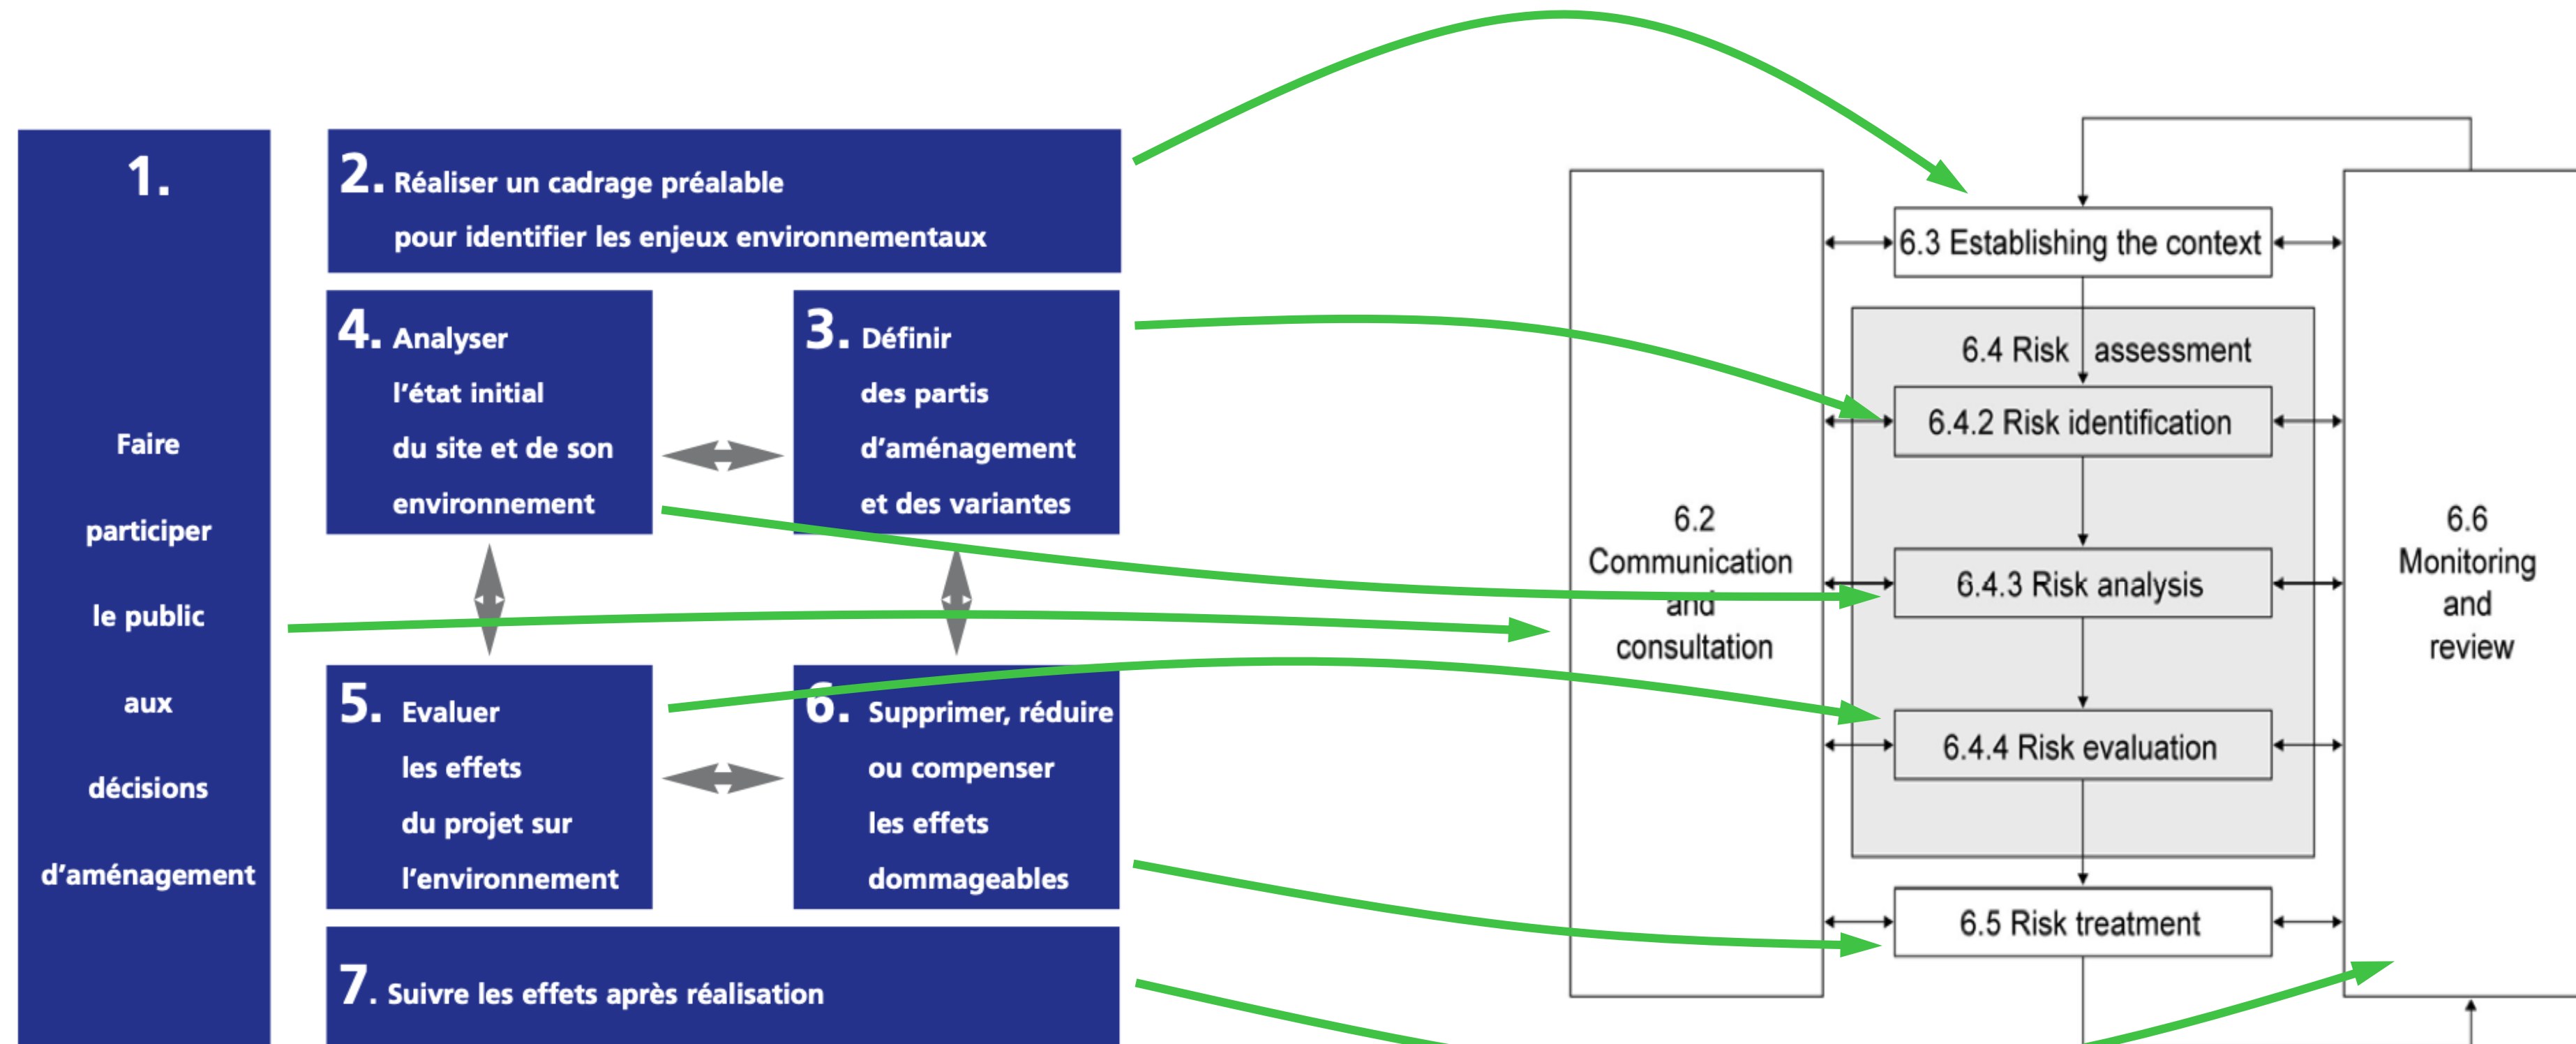 1.
Faire
participer
le public
aux
décisions
d’aménagement
2. Réaliser un cadrage préalable
pour identifier les enjeux environnementaux
4. Analyser
l’état initial
du site et de son
environnement
3. Définir
des partis
d’aménagement
et des variantes
5. Evaluer
les effets
du projet sur
l’environnement
6. Supprimer, réduire
ou compenser
les effets
dommageables
7. Suivre les effets après réalisation
6.2
Communication
and
consultation
6.3 Establishing the context
6.4 Risk assessment
6.4.2 Risk identification
6.4.3 Risk analysis
6.4.4 Risk evaluation
6.5 Risk treatment
6.6
Monitoring
and
review